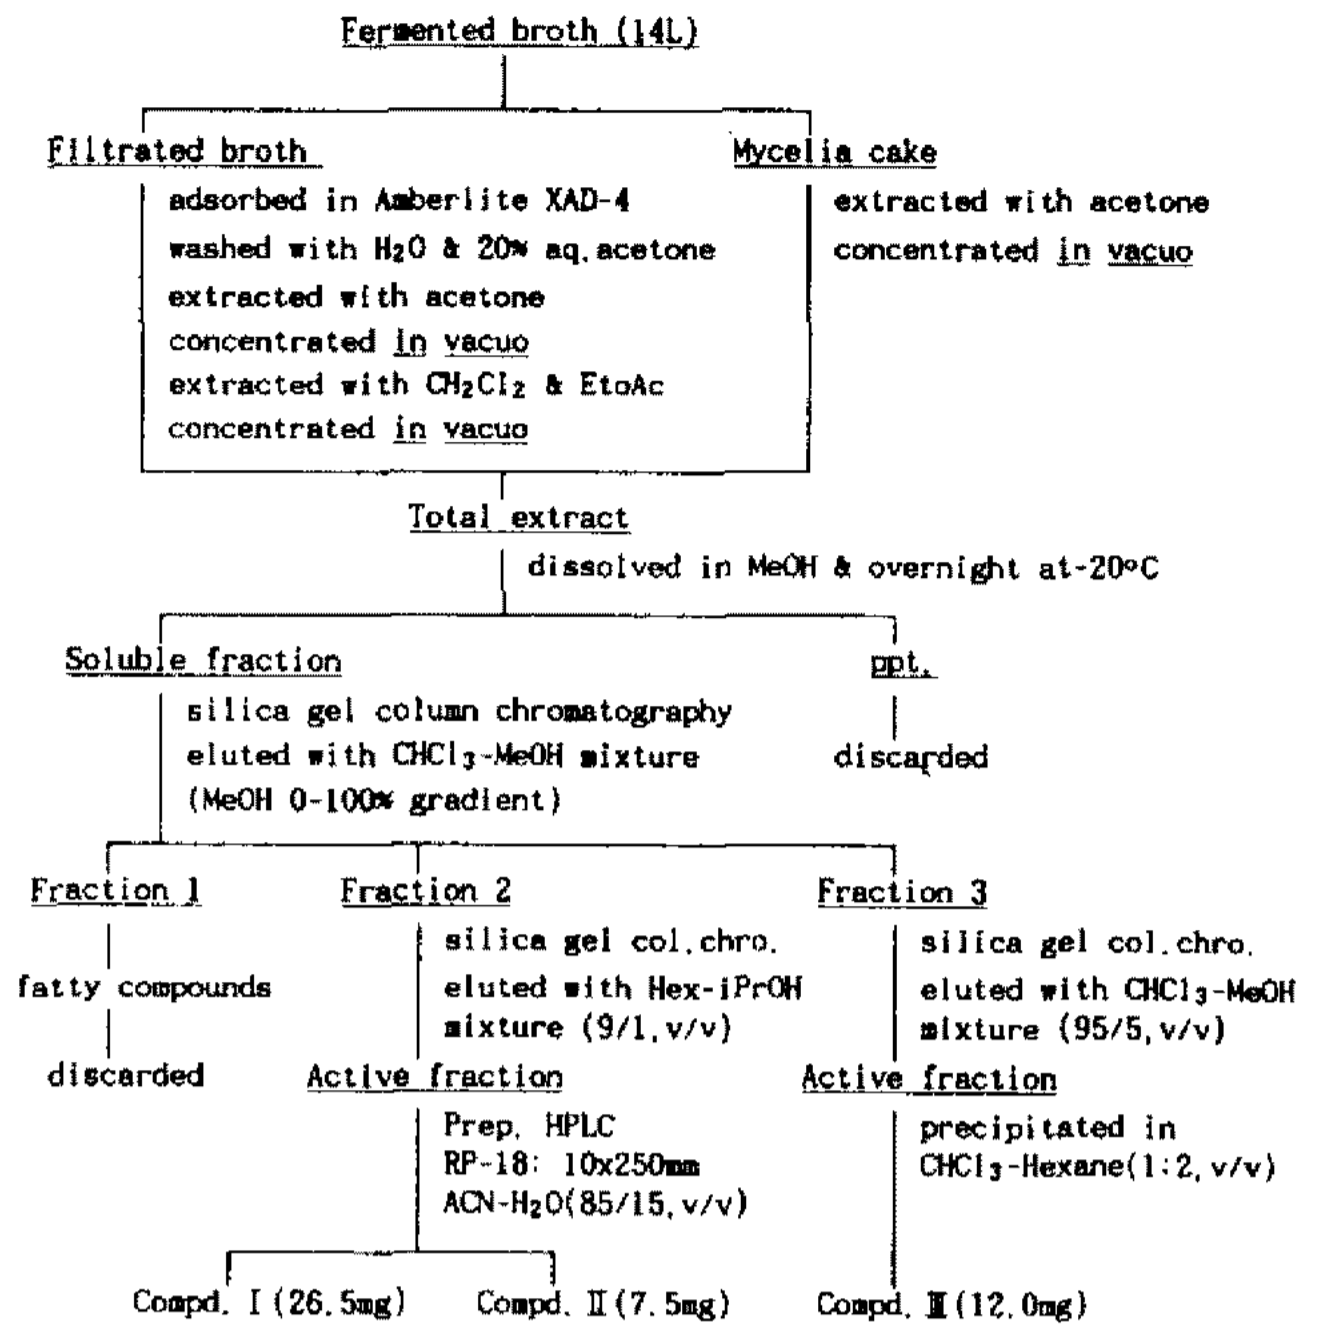 Fermented broth (14L)
Filtrated broth
Mycelia cake
adsorbed in Amberlite XAD-4
washed with H₂O & 20% aq.acetone
extracted with acetone
concentrated in vacuo
extracted with CH₂Cl₂ & EtoAc
concentrated in vacuo
extracted with acetone
concentrated in vacuo
Total extract
dissolved in MeOH & overnight at-20°C
Soluble fraction
ppt.
silica gel column chromatography
eluted with CHCl₃-MeOH mixture
(MeOH 0-100% gradient)
discarded
Fraction 1
fatty compounds
discarded
Fraction 2
silica gel col.chro.
eluted with Hex-iPrOH
mixture (9/1,v/v)
Active fraction
Prep. HPLC
RP-18: 10x250mm
ACN-H₂O(85/15,v/v)
Fraction 3
silica gel col.chro.
eluted with CHCl₃-MeOH
mixture (95/5,v/v)
Active fraction
precipitated in
CHCl₃-Hexane(1:2,v/v)
Compd. I (26.5mg)
Compd. II (7.5mg)
Compd. III (12.0mg)